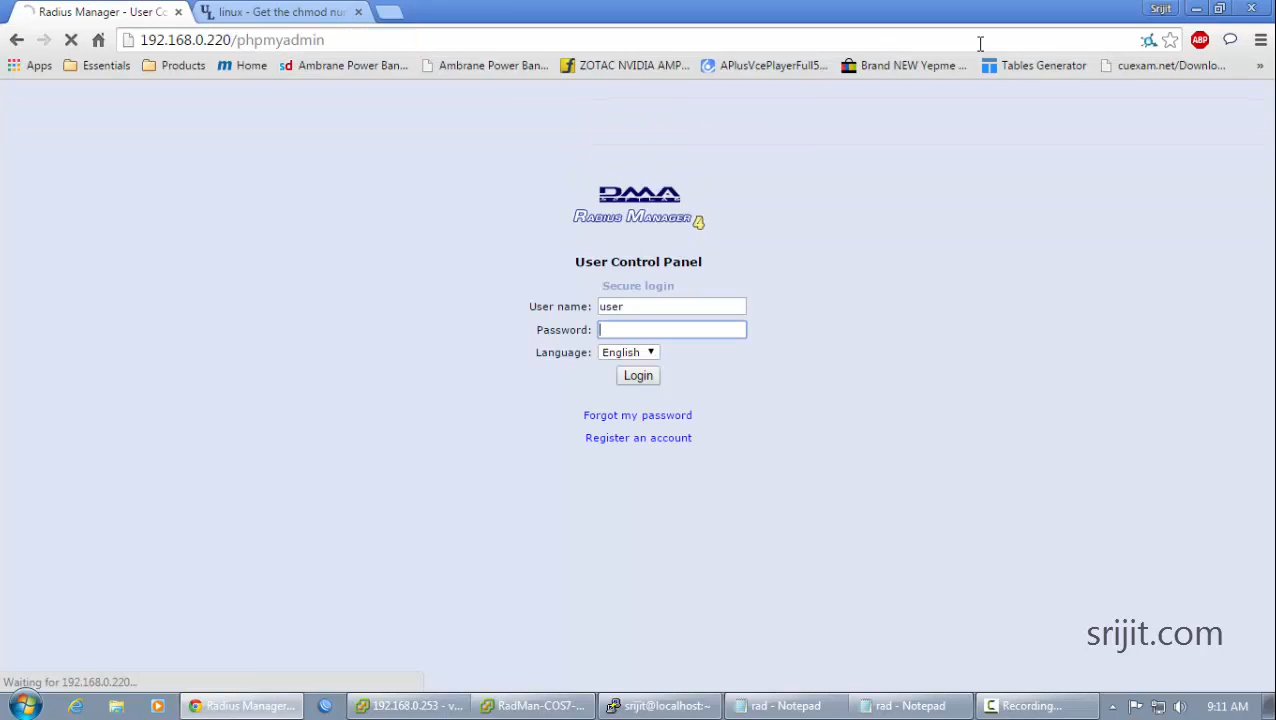 Radius Manager - User Co
linux - Get the chmod nur
Srijit
192.168.0.220/phpmyadmin
ABP
Apps
Essentials
Products
Home
Ambrane Power Ban...
Ambrane Power Ban...
ZOTAC NVIDIA AMP...
APlusVcePlayerFull5...
Brand NEW Yepme ...
Tables Generator
cuexam.net/Downlo...
»
DMA
SOFTLAB
RADIUS MANAGER 4
User Control Panel
Secure login
User name: user
Password:
Language: English
Login
Forgot my password
Register an account
srijit.com
Waiting for 192.168.0.220...
Radius Manager...
192.168.0.253 - v...
RadMan-COS7-...
srijit@localhost:~
rad - Notepad
rad - Notepad
Recording...
9:11 AM